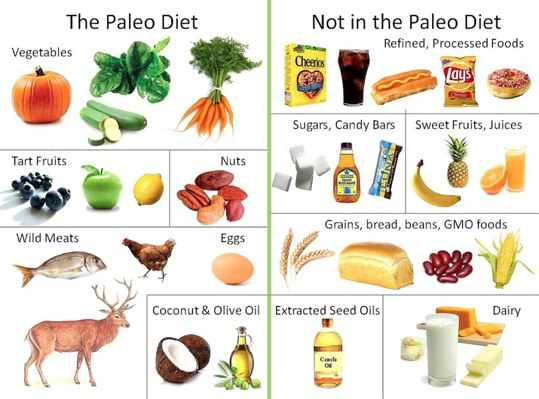 The Paleo Diet
Vegetables
Tart Fruits
Nuts
Wild Meats
Eggs
Coconut & Olive Oil
Not in the Paleo Diet
Refined, Processed Foods
Cheerios
Lay's
Sugars, Candy Bars
Sweet Fruits, Juices
Grains, bread, beans, GMO foods
Extracted Seed Oils
Canola
Oil
Dairy